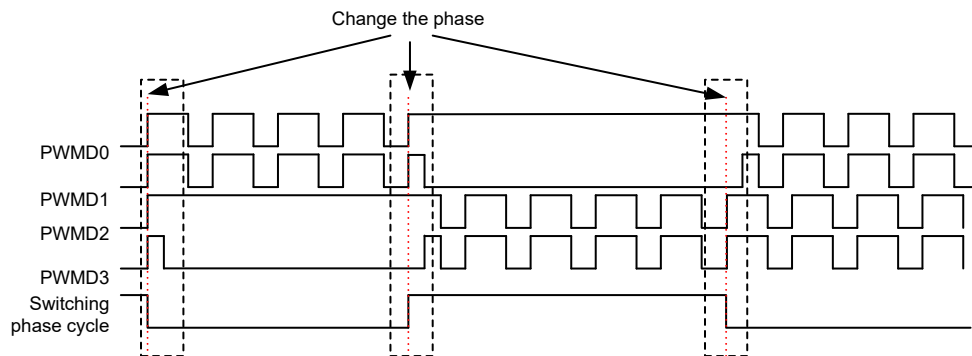 Change the phase
PWMD0
PWMD1
PWMD2
PWMD3
Switching
phase cycle